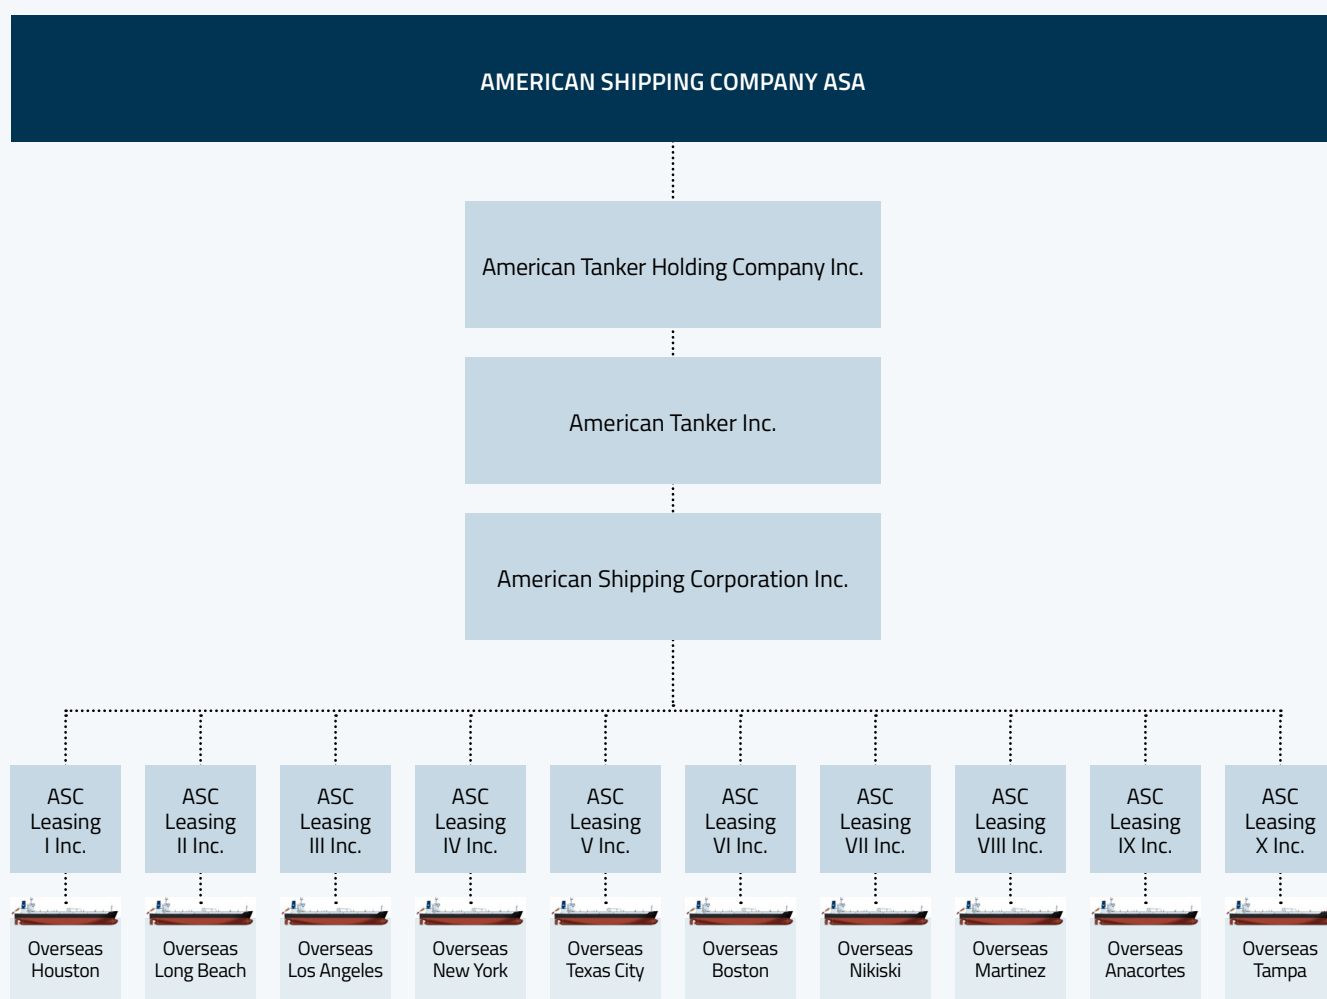 AMERICAN SHIPPING COMPANY ASA
American Tanker Holding Company Inc.
American Tanker Inc.
American Shipping Corporation Inc.
ASC
Leasing
I Inc.
ASC
Leasing
II Inc.
ASC
Leasing
III Inc.
ASC
Leasing
IV Inc.
ASC
Leasing
V Inc.
ASC
Leasing
VI Inc.
ASC
Leasing
VII Inc.
ASC
Leasing
VIII Inc.
ASC
Leasing
IX Inc.
ASC
Leasing
X Inc.
Overseas
Houston
Overseas
Long Beach
Overseas
Los Angeles
Overseas
New York
Overseas
Texas City
Overseas
Boston
Overseas
Nikiski
Overseas
Martinez
Overseas
Anacortes
Overseas
Tampa